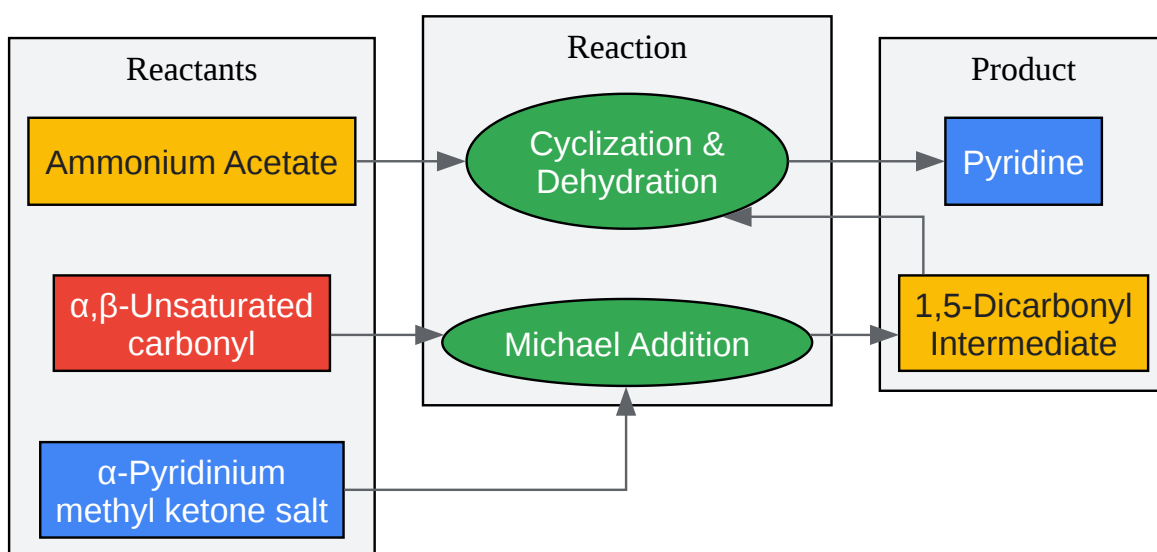 Reactants
Ammonium Acetate
α,β-Unsaturated
carbonyl
α-Pyridinium
methyl ketone salt
Reaction
Cyclization &
Dehydration
Michael Addition
Product
Pyridine
1,5-Dicarbonyl
Intermediate